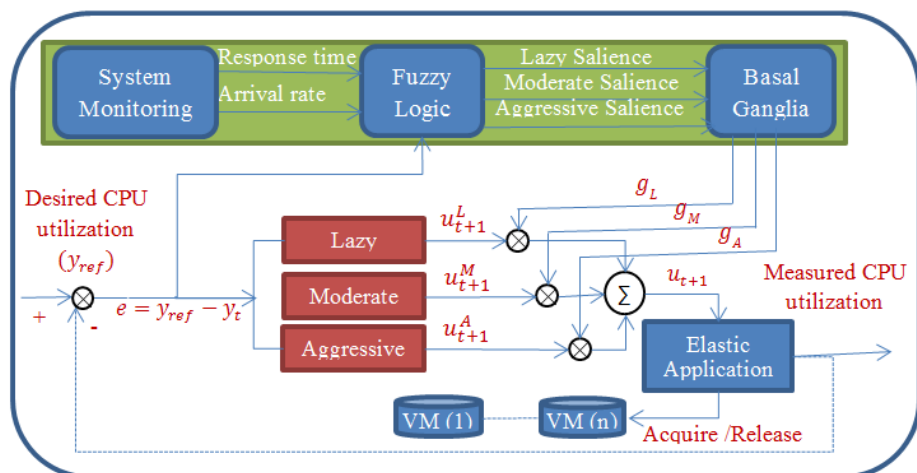 System
Monitoring
Response time
Arrival rate
Fuzzy
Logic
Lazy Salience
Moderate Salience
Aggressive Salience
Basal
Ganglia
Desired CPU
utilization
(y_ref)
+
-
e = y_ref − y_t
Lazy
Moderate
Aggressive
u^L_{t+1}
u^M_{t+1}
u^A_{t+1}
g_L
g_M
g_A
Σ
u_{t+1}
Measured CPU
utilization
Elastic
Application
VM (1)
VM (n)
Acquire /Release